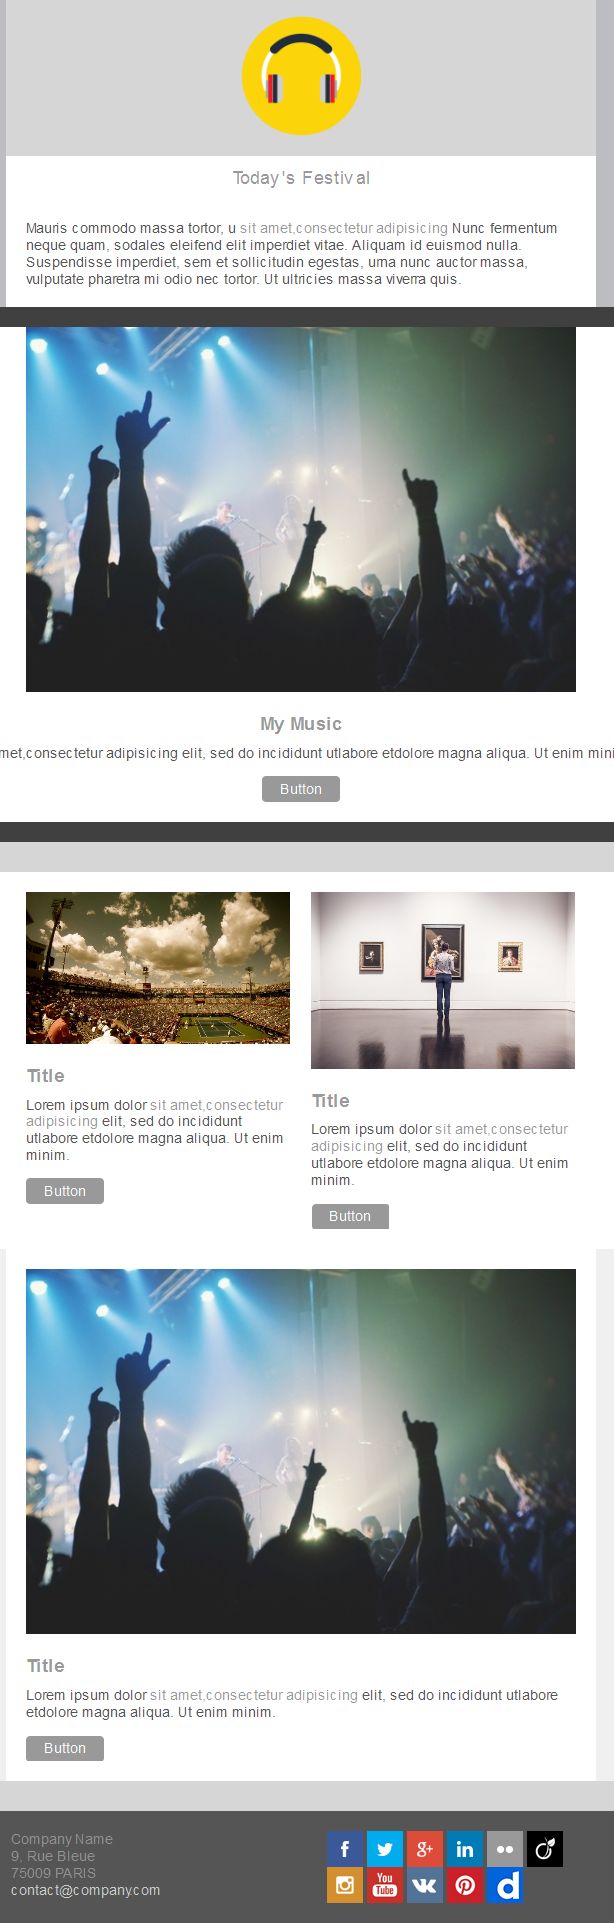 Today's Festival
Mauris commodo massa tortor, u sit amet,consectetur adipisicing Nunc fermentum
neque quam, sodales eleifend elit imperdiet vitae. Aliquam id euismod nulla.
Suspendisse imperdiet, sem et sollicitudin egestas, urna nunc auctor massa,
vulputate pharetra mi odio nec tortor. Ut ultricies massa viverra quis.
My Music
met,consectetur adipisicing elit, sed do incididunt utlabore etdolore magna aliqua. Ut enim mini
Button
Title
Lorem ipsum dolor sit amet,consectetur
adipisicing elit, sed do incididunt
utlabore etdolore magna aliqua. Ut enim
minim.
Button
Title
Lorem ipsum dolor sit amet,consectetur
adipisicing elit, sed do incididunt
utlabore etdolore magna aliqua. Ut enim
minim.
Button
Title
Lorem ipsum dolor sit amet,consectetur adipisicing elit, sed do incididunt utlabore
etdolore magna aliqua. Ut enim minim.
Button
Company Name
9, Rue Bleue
75009 PARIS
contact@company.com
f g+ in
You Tube d